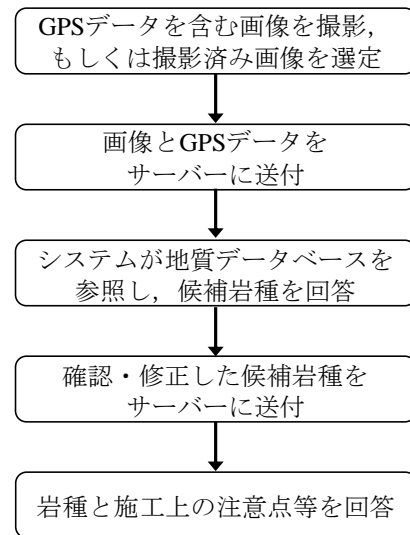 GPSデータを含む画像を撮影，
もしくは撮影済み画像を選定
画像とGPSデータを
サーバーに送付
システムが地質データベースを
参照し，候補岩種を回答
確認・修正した候補岩種を
サーバーに送付
岩種と施工上の注意点等を回答